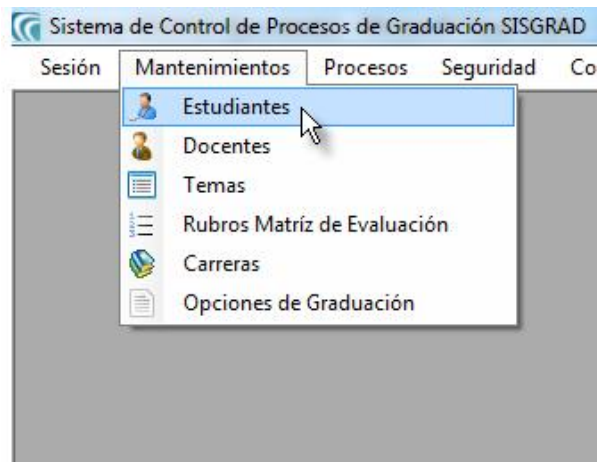 Sistema de Control de Procesos de Graduación SISGRAD
Sesión Mantenimientos Procesos Seguridad Co
Estudiantes
Docentes
Temas
Rubros Matríz de Evaluación
Carreras
Opciones de Graduación